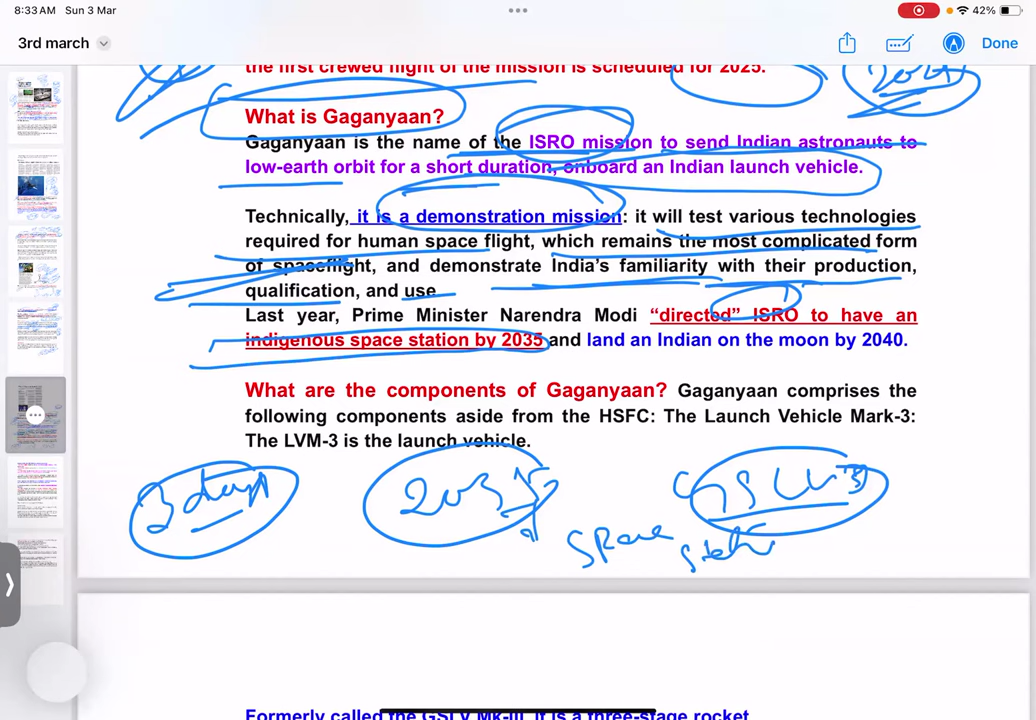 8:33 AM Sun 3 Mar
42%
3rd march
Done
the first crewed flight of the mission is scheduled for 2025.
What is Gaganyaan?
Gaganyaan is the name of the ISRO mission to send Indian astronauts to
low-earth orbit for a short duration, onboard an Indian launch vehicle.
Technically, it is a demonstration mission: it will test various technologies
required for human space flight, which remains the most complicated form
of spaceflight, and demonstrate India's familiarity with their production,
qualification, and use
Last year, Prime Minister Narendra Modi "directed" ISRO to have an
indigenous space station by 2035 and land an Indian on the moon by 2040.
What are the components of Gaganyaan? Gaganyaan comprises the
following components aside from the HSFC: The Launch Vehicle Mark-3:
The LVM-3 is the launch vehicle.
3 days 2035
Space
Formerly called the GSLV Mk-III, it is a three-stage rocket